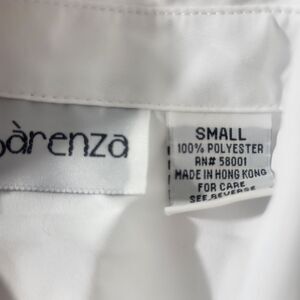 àrenza
SMALL
100% POLYESTER
RN# 58001
MADE IN HONG KONG
FOR CARE
SEE REVERSE